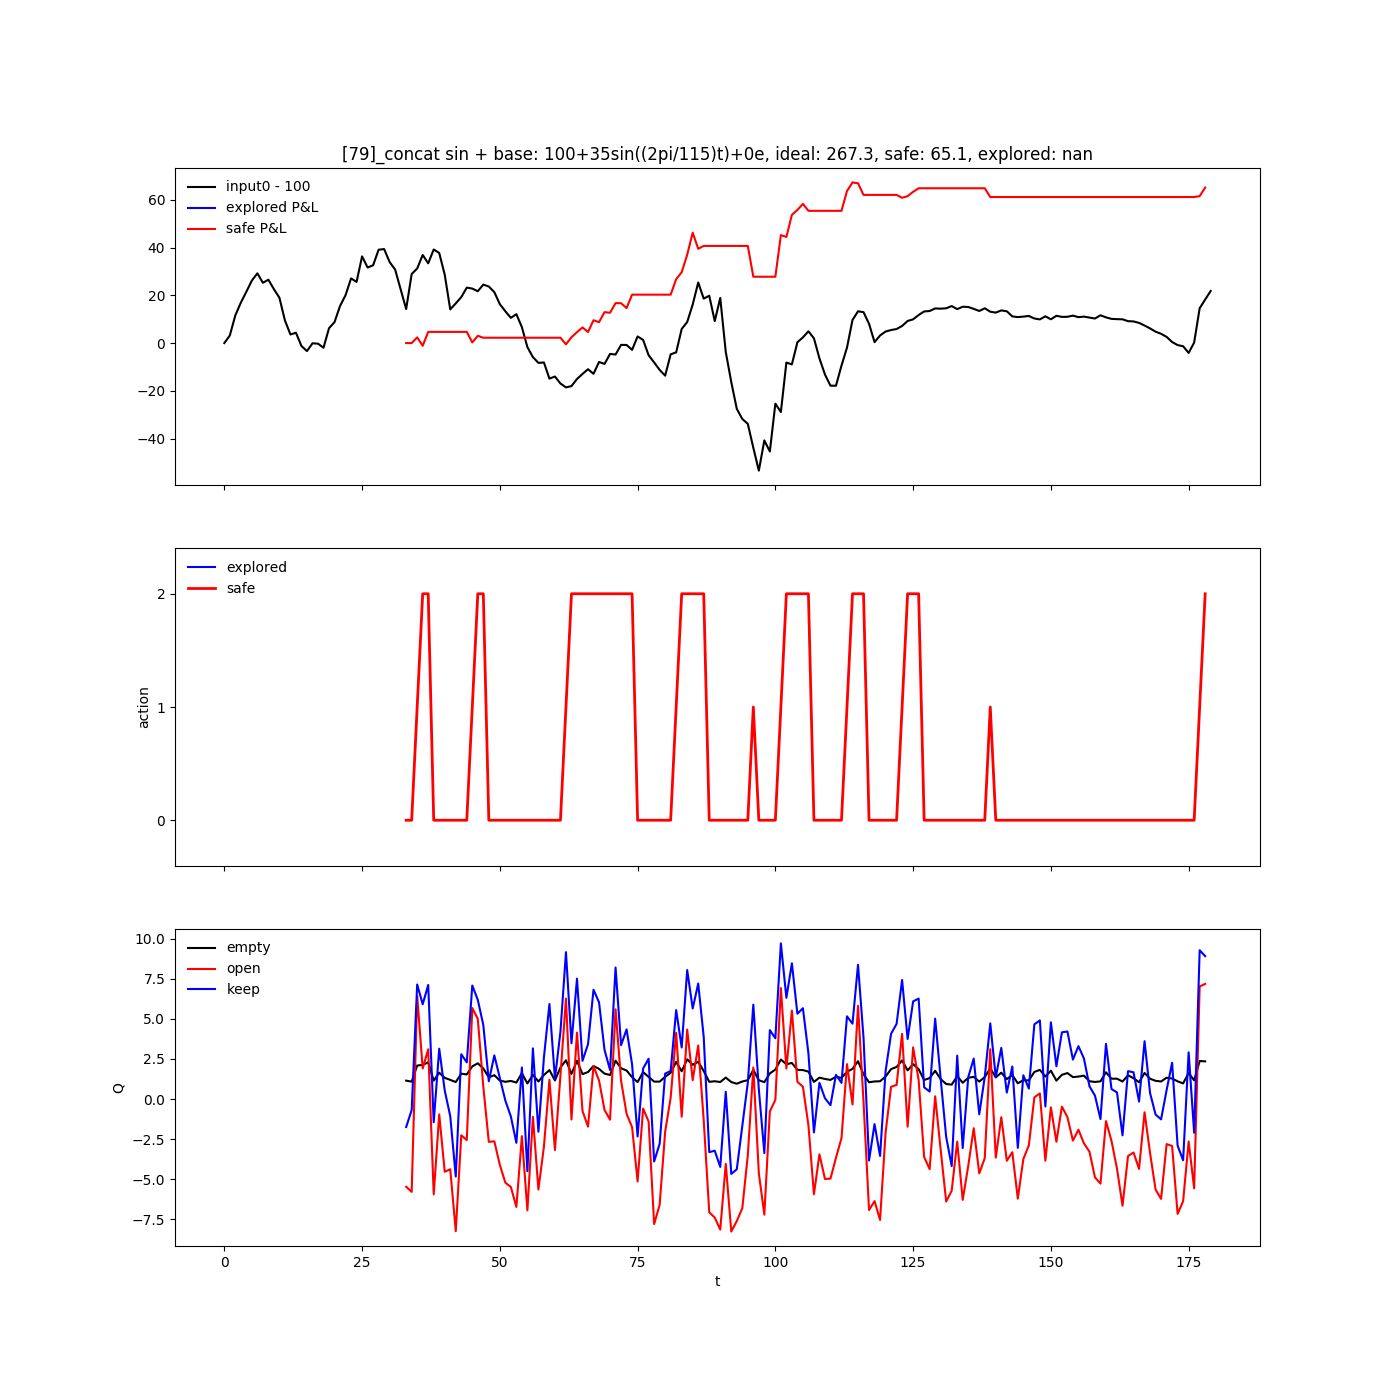 [79]_concat sin + base: 100+35sin((2pi/115)t)+0e, ideal: 267.3, safe: 65.1, explored: nan
input0 - 100
explored P&L
safe P&L
60
40
20
0
−20
−40
explored
safe
2
1
0
action
empty
open
keep
10.0
7.5
5.0
2.5
0.0
−2.5
−5.0
−7.5
Q
0 25 50 75 100 125 150 175
t